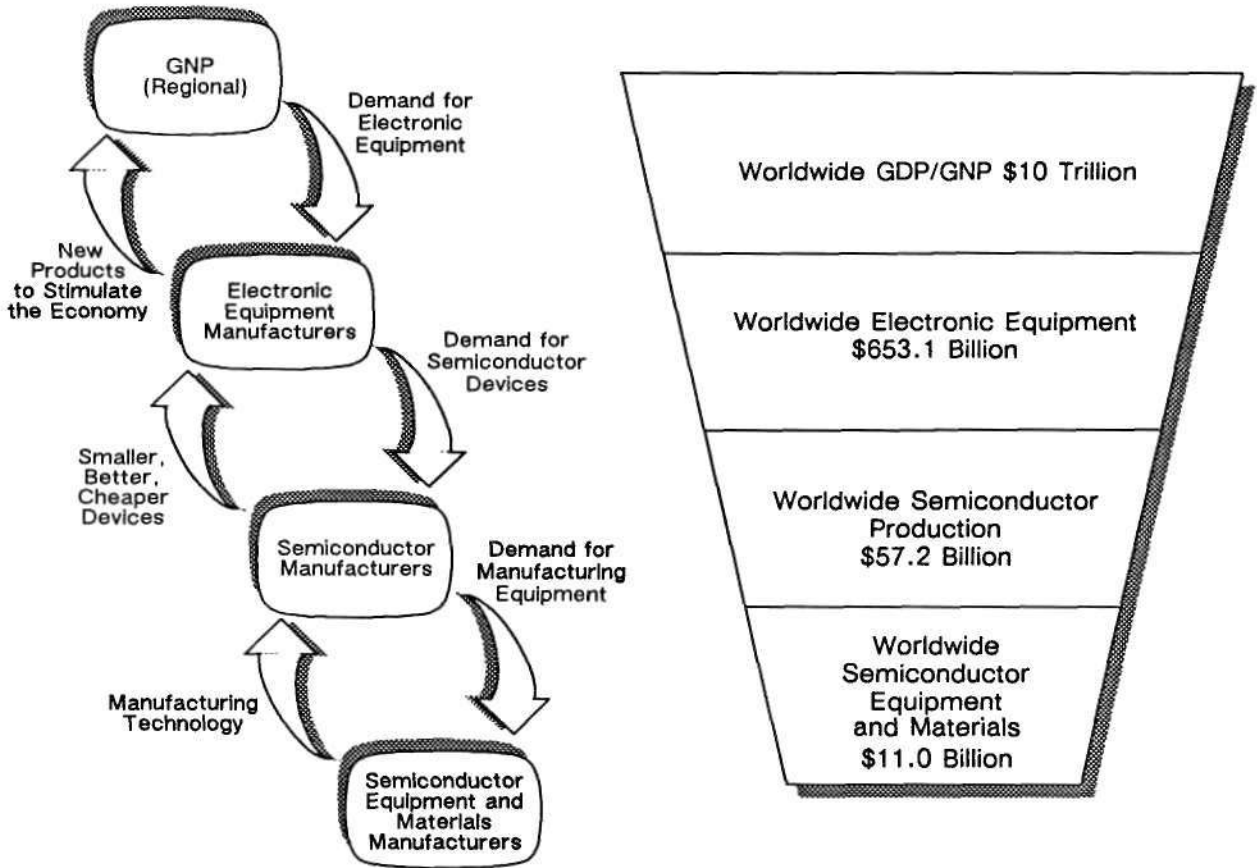 GNP
(Regional)
Demand for
Electronic
Equipment
New
Products
to Stimulate
the Economy
Electronic
Equipment
Manufacturers
Demand for
Semiconductor
Devices
Smaller,
Better,
Cheaper
Devices
Semiconductor
Manufacturers
Demand for
Manufacturing
Equipment
Manufacturing
Technology
Semiconductor
Equipment and
Materials
Manufacturers
Worldwide GDP/GNP $10 Trillion
Worldwide Electronic Equipment
$653.1 Billion
Worldwide Semiconductor
Production
$57.2 Billion
Worldwide
Semiconductor
Equipment
and Materials
$11.0 Billion